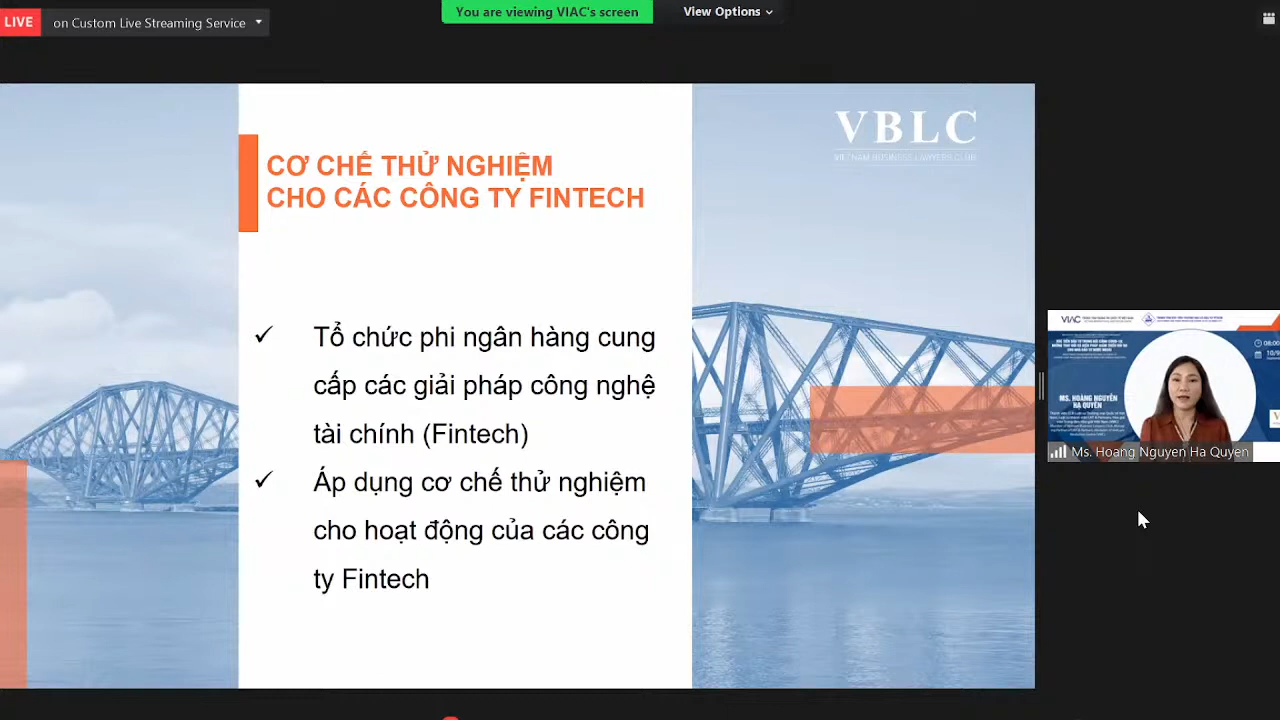 LIVE
on Custom Live Streaming Service
You are viewing VIAC's screen
View Options
VBLC
VIETNAM BUSINESS LAWYERS CLUB
CƠ CHẾ THỬ NGHIỆM
CHO CÁC CÔNG TY FINTECH
✓ Tổ chức phi ngân hàng cung
cấp các giải pháp công nghệ
tài chính (Fintech)
✓ Áp dụng cơ chế thử nghiệm
cho hoạt động của các công
ty Fintech
VIAC
MS. HOÀNG NGUYỄN
HẠ QUYÊN
Ms. Hoang Nguyen Ha Quyen